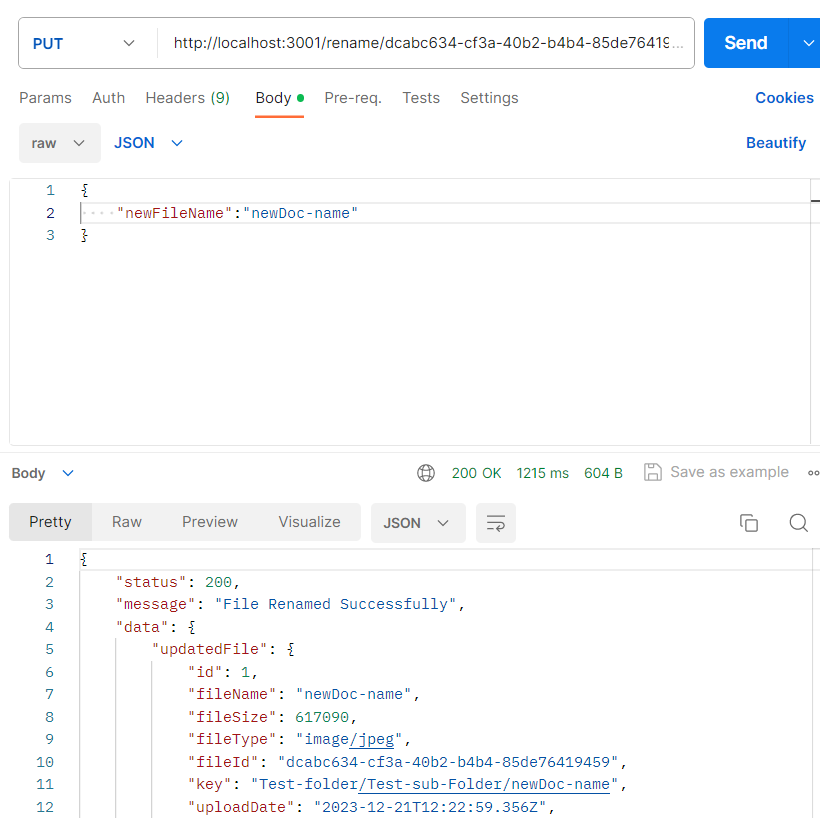 PUT http://localhost:3001/rename/dcabc634-cf3a-40b2-b4b4-85de76419... Send
Params Auth Headers (9) Body Pre-req. Tests Settings Cookies
raw JSON Beautify
1 {
2 "newFileName":"newDoc-name"
3 }
Body 200 OK 1215 ms 604 B Save as example
Pretty Raw Preview Visualize JSON
1 {
2 "status": 200,
3 "message": "File Renamed Successfully",
4 "data": {
5 "updatedFile": {
6 "id": 1,
7 "fileName": "newDoc-name",
8 "fileSize": 617090,
9 "fileType": "image/jpeg",
10 "fileId": "dcabc634-cf3a-40b2-b4b4-85de76419459",
11 "key": "Test-folder/Test-sub-Folder/newDoc-name",
12 "uploadDate": "2023-12-21T12:22:59.356Z",